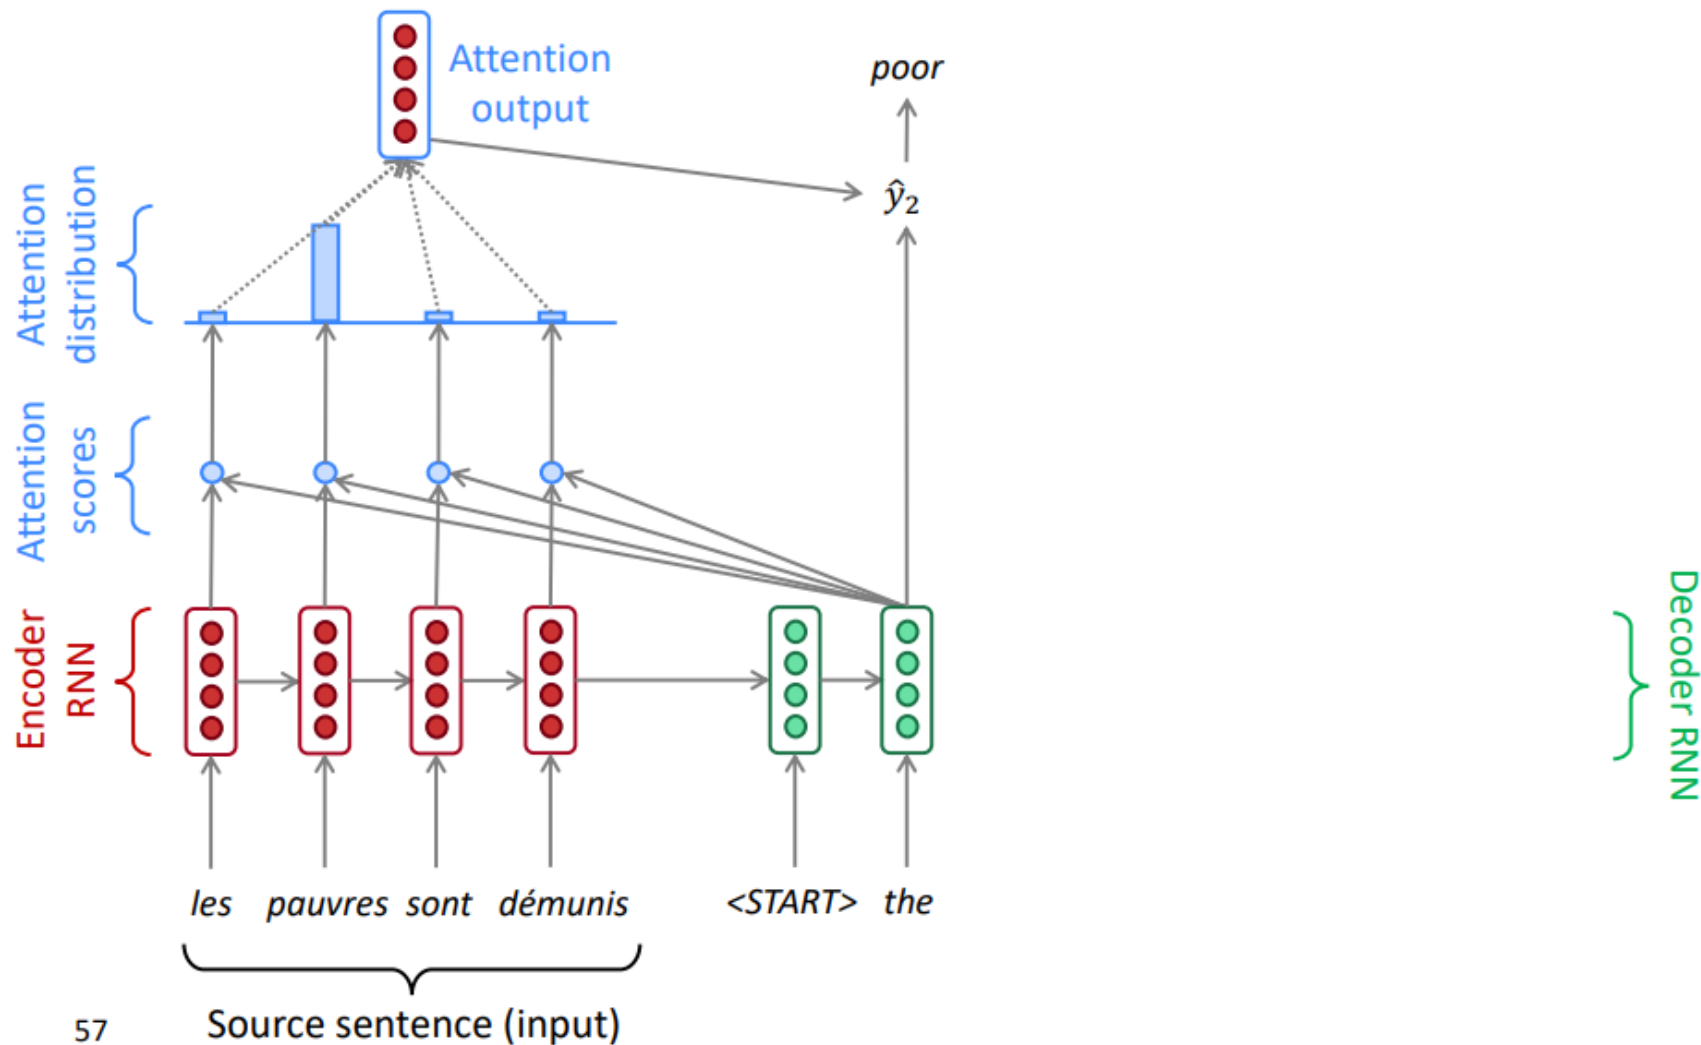 Attention
output
poor
ŷ₂
Attention
distribution
Attention
scores
Encoder
RNN
Decoder RNN
les pauvres sont démunis <START> the
Source sentence (input)
57